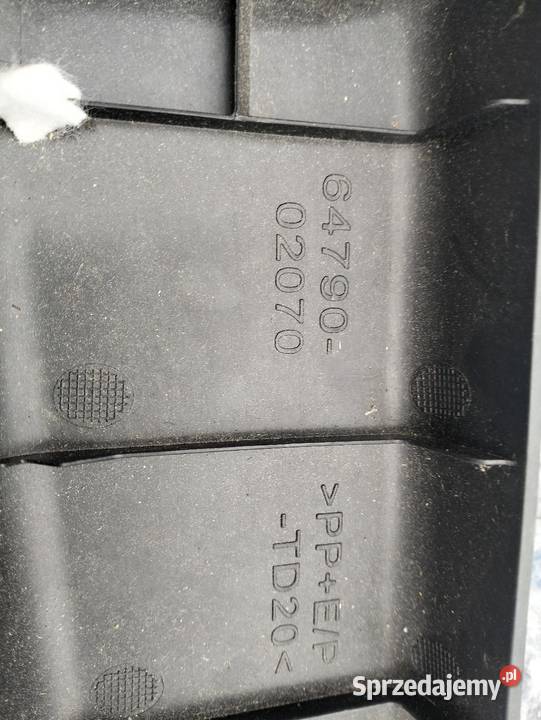 64790-
02070
>PP+E/P
-TD20<
Sprzedajemy.pl